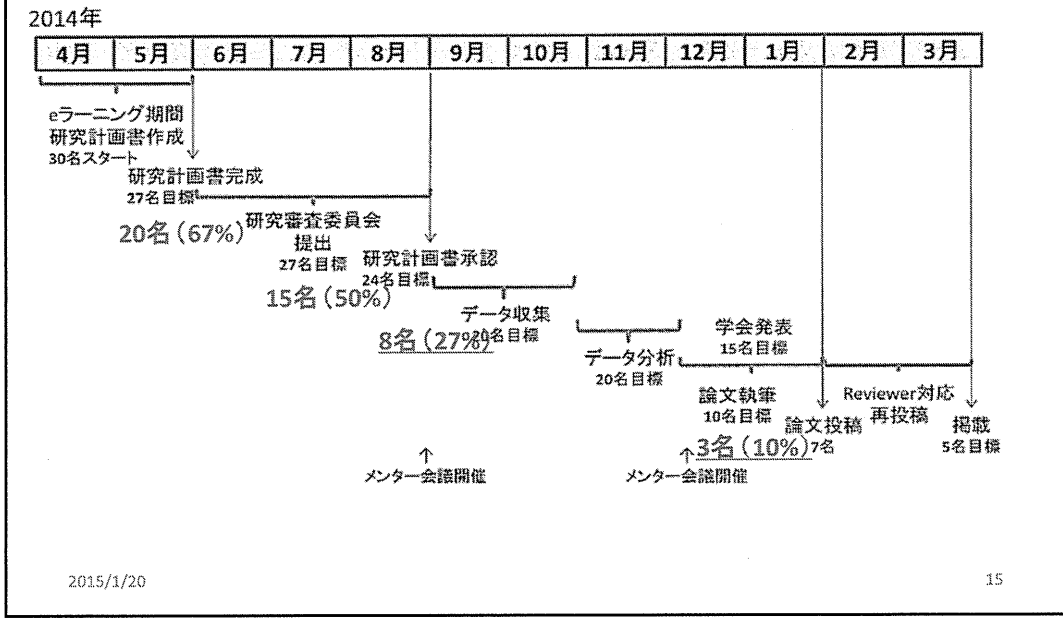 2014年
4月 5月 6月 7月 8月 9月 10月 11月 12月 1月 2月 3月
eラーニング期間
研究計画書作成
30名スタート
研究計画書完成
27名目標
20名(67%)
研究審査委員会
提出
27名目標
15名(50%)
研究計画書承認
24名目標
8名(27%)
データ収集
20名目標
データ分析
20名目標
学会発表
15名目標
論文執筆
10名目標
3名(10%)
論文投稿
7名
Reviewer対応
再投稿
掲載
5名目標
↑
メンター会議開催
↑
メンター会議開催
2015/1/20
15